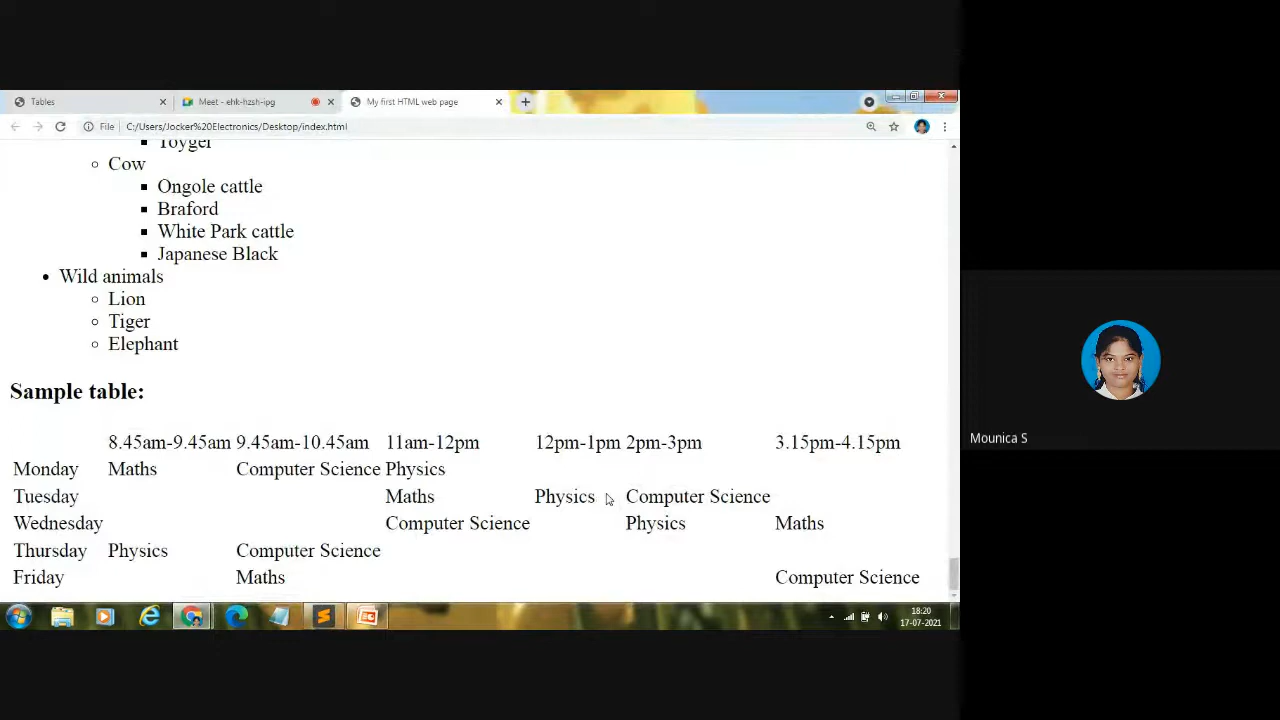 Tables
Meet - ehk-hzsh-ipg
My first HTML web page
File C:/Users/Jocker%20Electronics/Desktop/index.html
Toyger
Cow
Ongole cattle
Braford
White Park cattle
Japanese Black
Wild animals
Lion
Tiger
Elephant
Sample table:
8.45am-9.45am 9.45am-10.45am 11am-12pm 12pm-1pm 2pm-3pm 3.15pm-4.15pm
Monday Maths Computer Science Physics
Tuesday Maths Physics Computer Science
Wednesday Computer Science Physics Maths
Thursday Physics Computer Science
Friday Maths Computer Science
18:20
17-07-2021
Mounica S